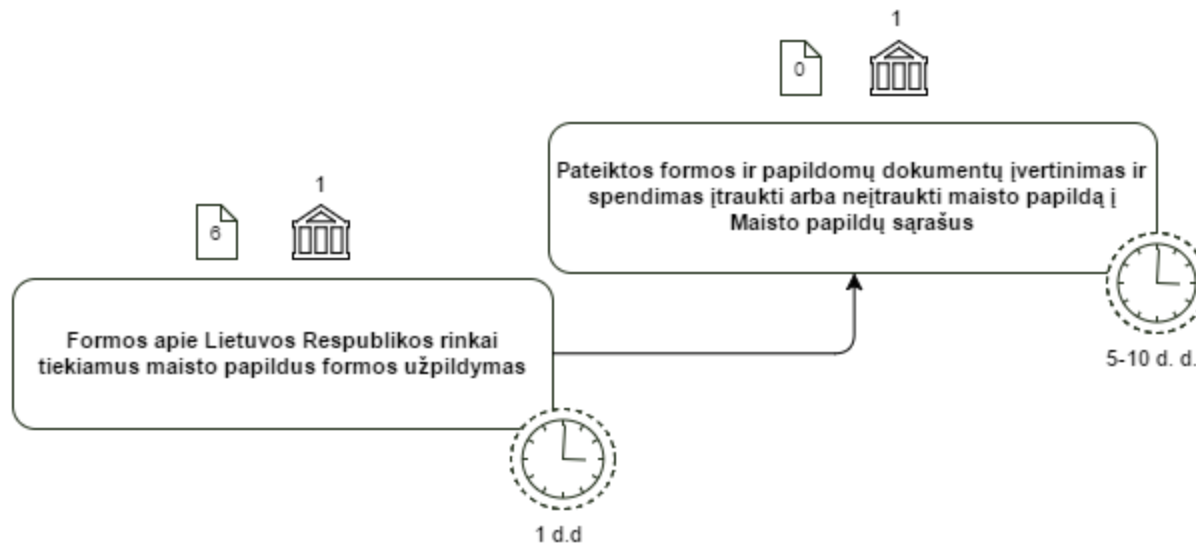 1
0
Pateiktos formos ir papildomų dokumentų įvertinimas ir
spendimas įtraukti arba neįtraukti maisto papildą į
Maisto papildų sąrašus
5-10 d. d.
1
6
Formos apie Lietuvos Respublikos rinkai
tiekiamus maisto papildus formos užpildymas
1 d.d